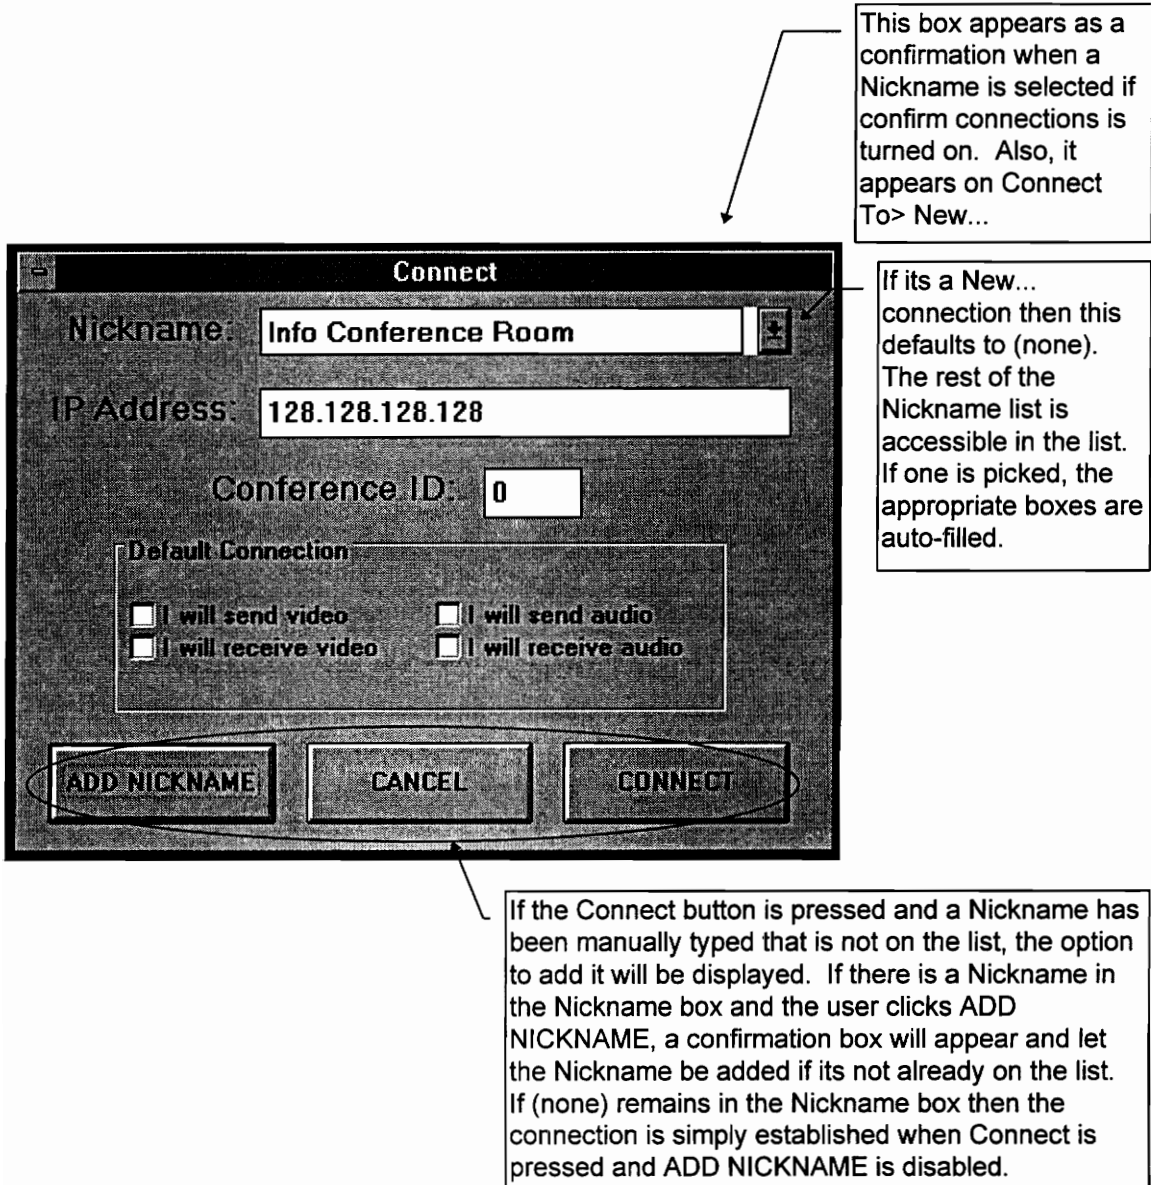 This box appears as a
confirmation when a
Nickname is selected if
confirm connections is
turned on. Also, it
appears on Connect
To> New...
Connect
Nickname: Info Conference Room
IP Address: 128.128.128.128
Conference ID: 0
Default Connection
I will send video I will send audio
I will receive video I will receive audio
ADD NICKNAME CANCEL CONNECT
If its a New...
connection then this
defaults to (none).
The rest of the
Nickname list is
accessible in the list.
If one is picked, the
appropriate boxes are
auto-filled.
If the Connect button is pressed and a Nickname has
been manually typed that is not on the list, the option
to add it will be displayed. If there is a Nickname in
the Nickname box and the user clicks ADD
NICKNAME, a confirmation box will appear and let
the Nickname be added if its not already on the list.
If (none) remains in the Nickname box then the
connection is simply established when Connect is
pressed and ADD NICKNAME is disabled.